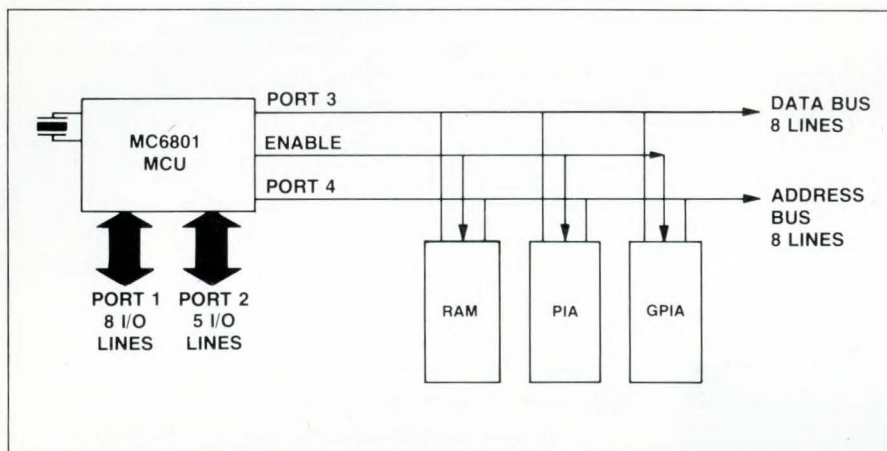 PORT 3
DATA BUS
8 LINES
MC6801
MCU
ENABLE
PORT 4
ADDRESS
BUS
8 LINES
PORT 1
8 I/O
LINES
PORT 2
5 I/O
LINES
RAM
PIA
GPIA